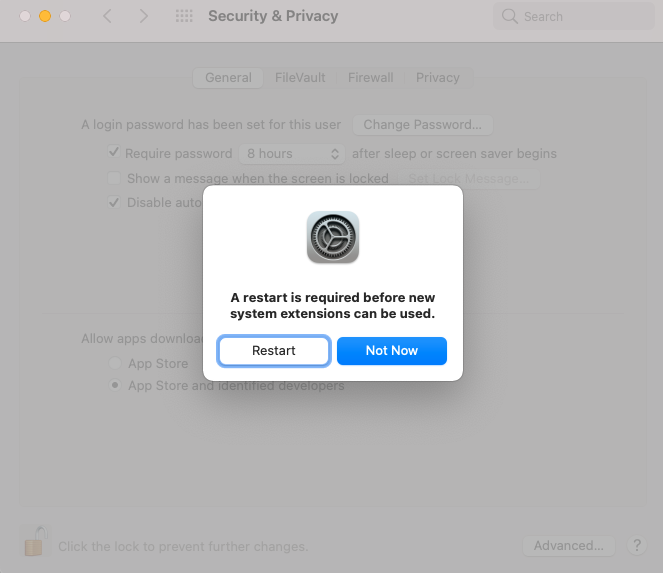 Security & Privacy
Search
General FileVault Firewall Privacy
A login password has been set for this user Change Password...
Require password 8 hours after sleep or screen saver begins
Show a message when the screen is locked Set Lock Message...
Disable auto
A restart is required before new
system extensions can be used.
Restart Not Now
Allow apps downloa
App Store
App Store and identified developers
Click the lock to prevent further changes.
Advanced... ?